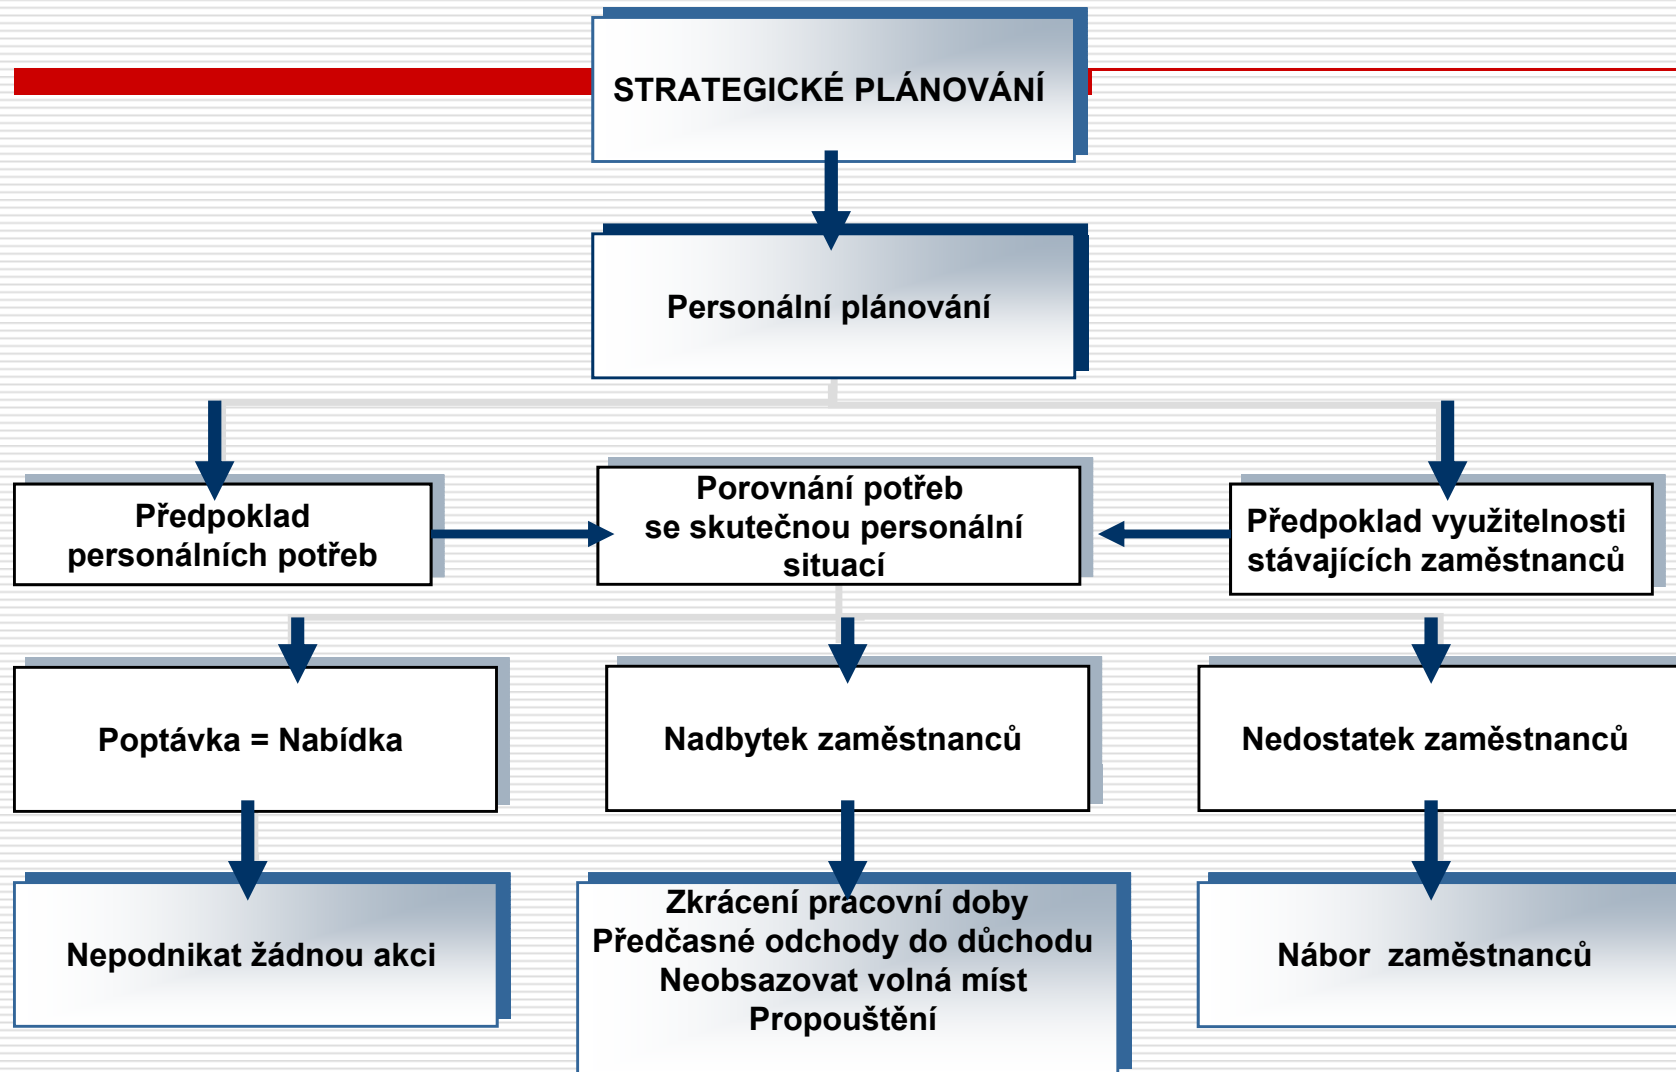 STRATEGICKÉ PLÁNOVÁNÍ
Personální plánování
Předpoklad
personálních potřeb
Porovnání potřeb
se skutečnou personální
situací
Předpoklad využitelnosti
stávajících zaměstnanců
Poptávka = Nabídka
Nadbytek zaměstnanců
Nedostatek zaměstnanců
Nepodnikat žádnou akci
Zkrácení pracovní doby
Předčasné odchody do důchodu
Neobsazovat volná míst
Propouštění
Nábor  zaměstnanců